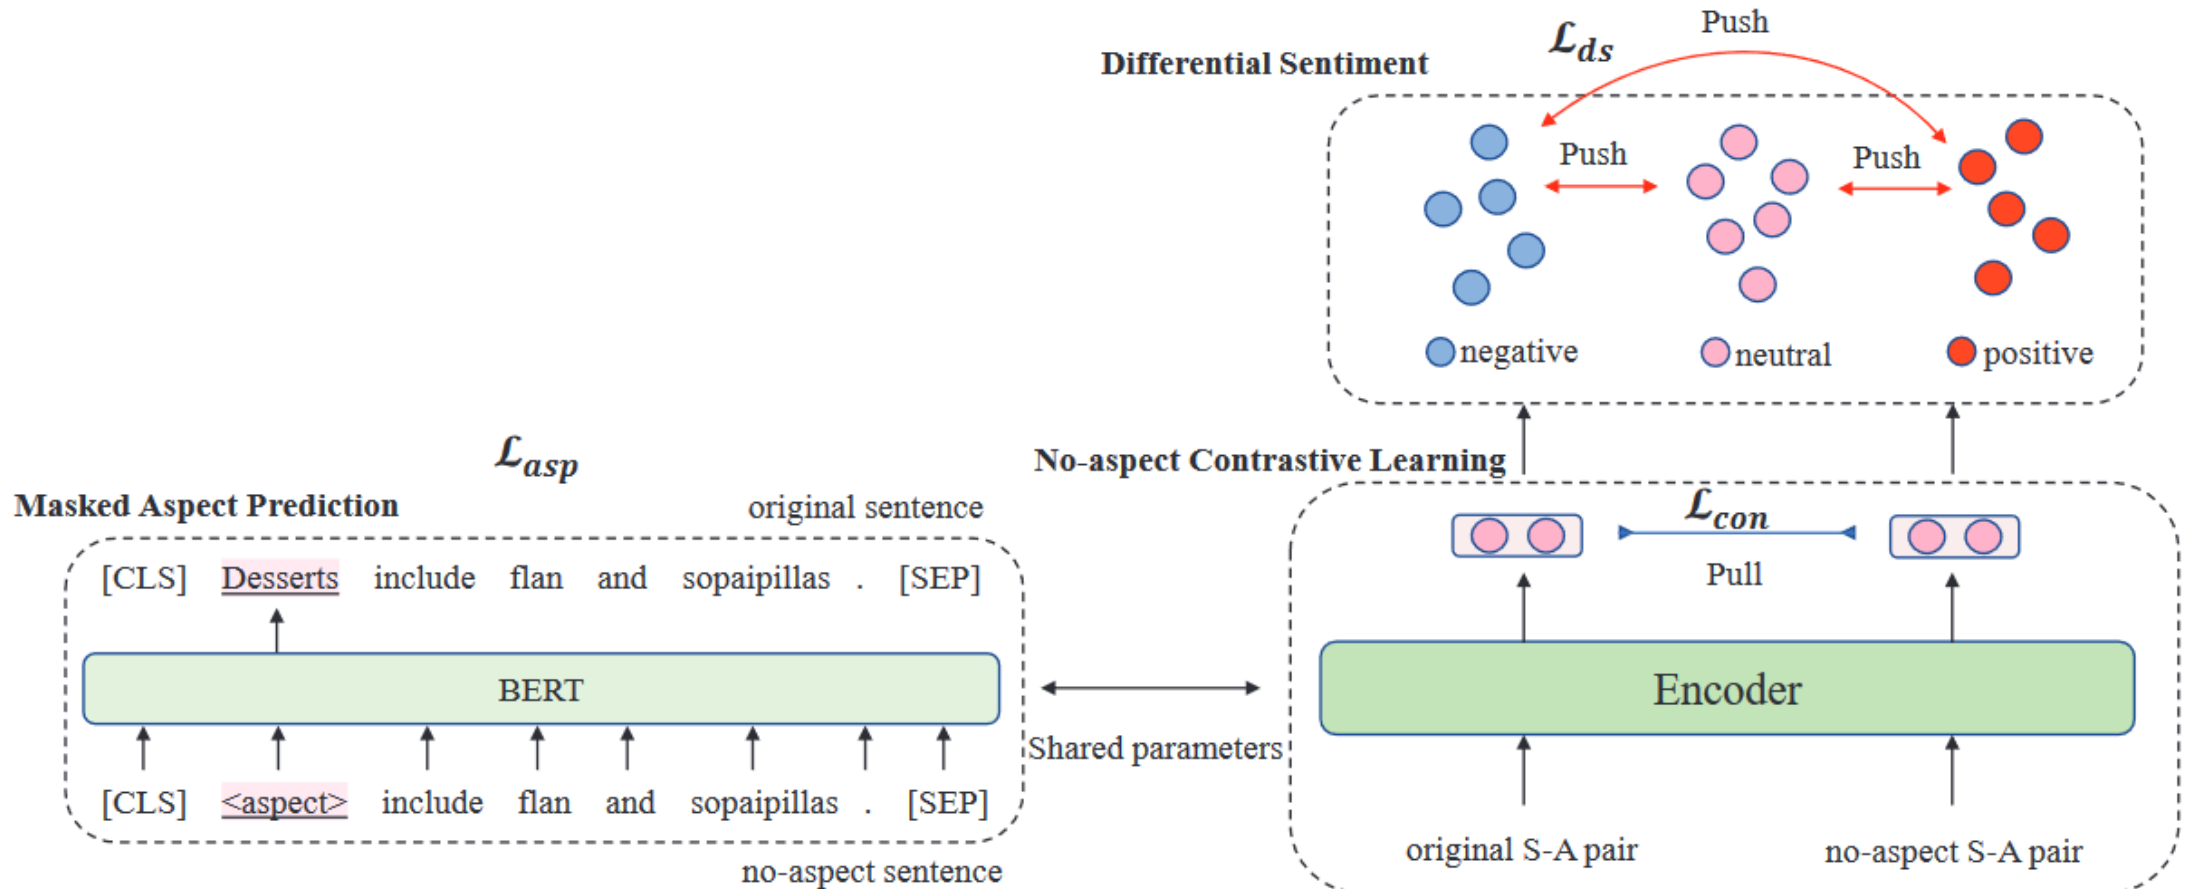 Push
ℒds
Differential Sentiment
Push
Push
negative
neutral
positive
ℒasp
No-aspect Contrastive Learning
Masked Aspect Prediction
original sentence
ℒcon
Pull
[CLS] Desserts include flan and sopaipillas . [SEP]
BERT
Encoder
Shared parameters
[CLS] <aspect> include flan and sopaipillas . [SEP]
original S-A pair
no-aspect S-A pair
no-aspect sentence